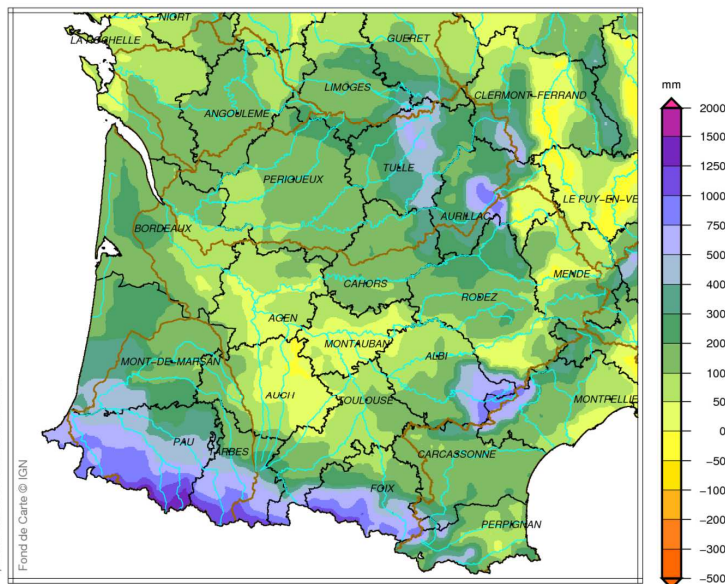 NIORT
LA ROCHELLE
GUERET
LIMOGES
CLERMONT-FERRAND
ANGOULEME
TULLE
PERIGUEUX
LE PUY-EN-VE
AURILLAC
BORDEAUX
MENDE
CAHORS
RODEZ
AGEN
MONTAUBAN
ALBI
MONT-DE-MARSAN
AUCH
TOULOUSE
MONTPELLIE
PAU
TARBES
CARCASSONNE
FOIX
PERPIGNAN
Fond de Carte © IGN
mm
2000
1500
1250
1000
750
500
400
300
200
100
50
0
-50
-100
-200
-300
-500